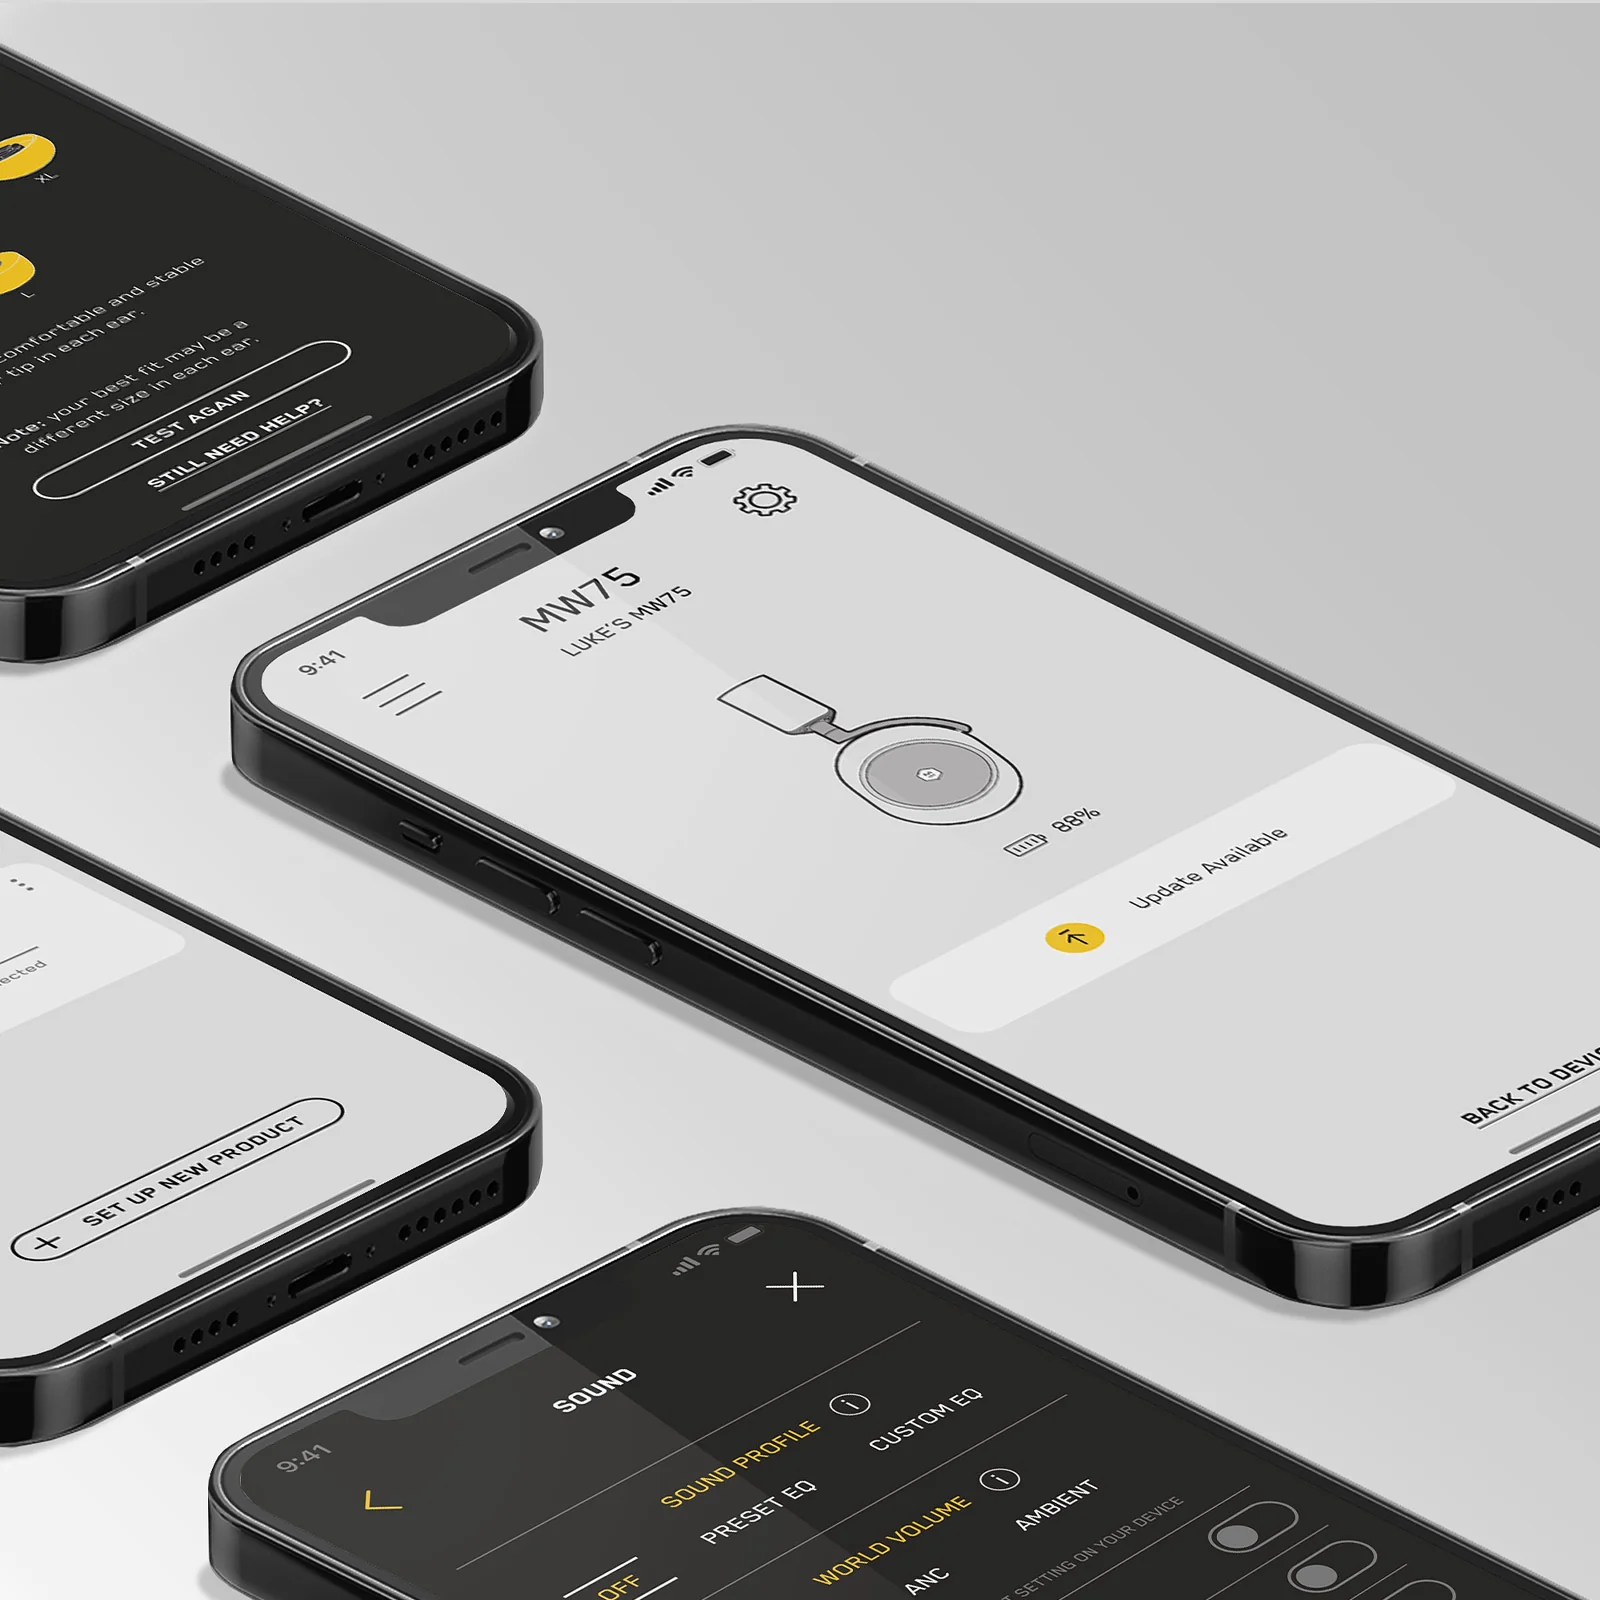 XL
L
comfortable and stable
tip in each ear.
Note: your best fit may be a
different size in each ear.
TEST AGAIN
STILL NEED HELP?
9:41
MW75
LUKE'S MW75
88%
Update Available
BACK TO
SET UP NEW PRODUCT
9:41
SOUND
SOUND PROFILE
OFF
PRESET EQ
CUSTOM EQ
WORLD VOLUME
ANC
AMBIENT
SETTING ON YOUR DEVICE